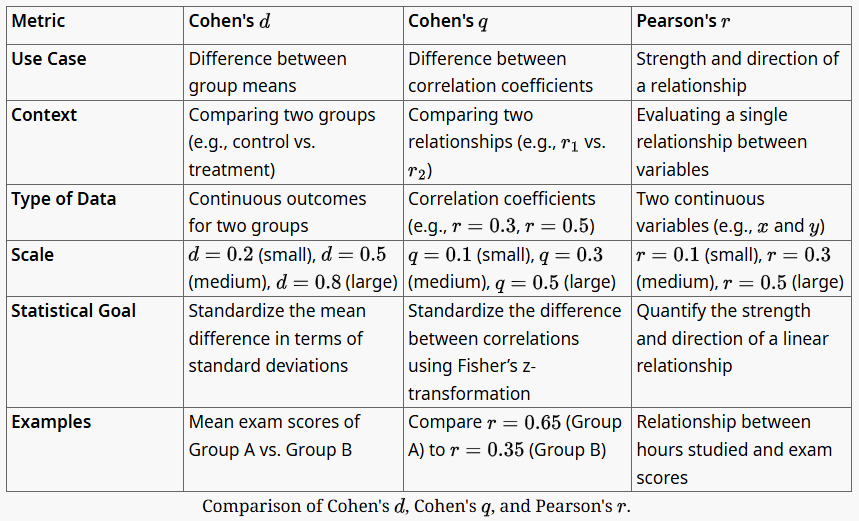 Metric Cohen's d Cohen's q Pearson's r
Use Case Difference between group means Difference between correlation coefficients Strength and direction of a relationship
Context Comparing two groups (e.g., control vs. treatment) Comparing two relationships (e.g., r₁ vs. r₂) Evaluating a single relationship between variables
Type of Data Continuous outcomes for two groups Correlation coefficients (e.g., r = 0.3, r = 0.5) Two continuous variables (e.g., x and y)
Scale d = 0.2 (small), d = 0.5 (medium), d = 0.8 (large) q = 0.1 (small), q = 0.3 (medium), q = 0.5 (large) r = 0.1 (small), r = 0.3 (medium), r = 0.5 (large)
Statistical Goal Standardize the mean difference in terms of standard deviations Standardize the difference between correlations using Fisher’s z-transformation Quantify the strength and direction of a linear relationship
Examples Mean exam scores of Group A vs. Group B Compare r = 0.65 (Group A) to r = 0.35 (Group B) Relationship between hours studied and exam scores
Comparison of Cohen's d, Cohen's q, and Pearson's r.